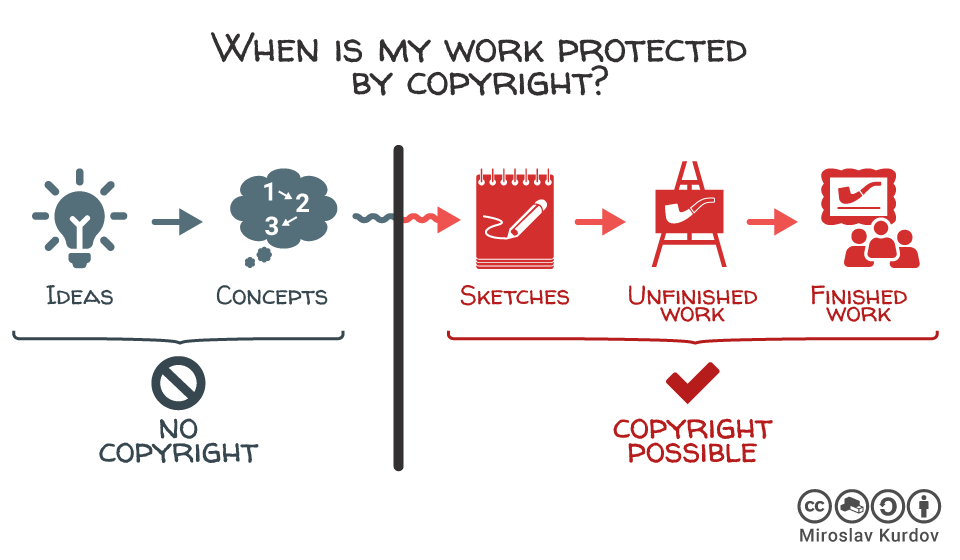 When is my work protected
by copyright?
1
2
3
Ideas
Concepts
Sketches
Unfinished
work
Finished
work
no
copyright
copyright
possible
cc
Miroslav Kurdov